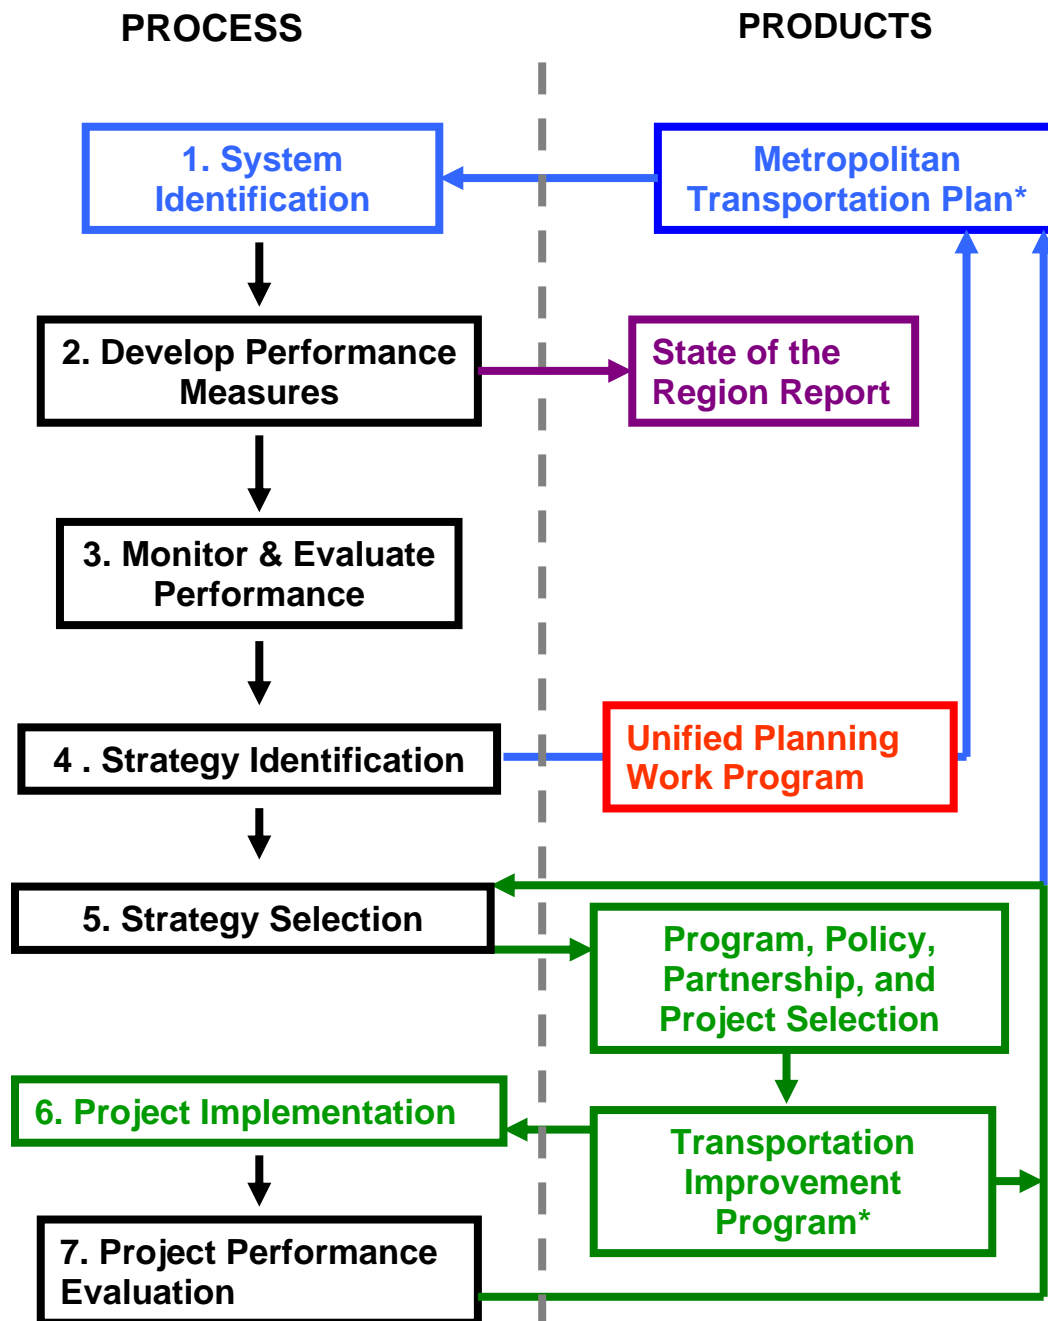 PROCESS
PRODUCTS
1. System
Identification
Metropolitan
Transportation Plan*
2. Develop Performance
Measures
State of the
Region Report
3. Monitor & Evaluate
Performance
4 . Strategy Identification
Unified Planning
Work Program
5. Strategy Selection
Program, Policy,
Partnership, and
Project Selection
6. Project Implementation
Transportation
Improvement
Program*
7. Project Performance
Evaluation